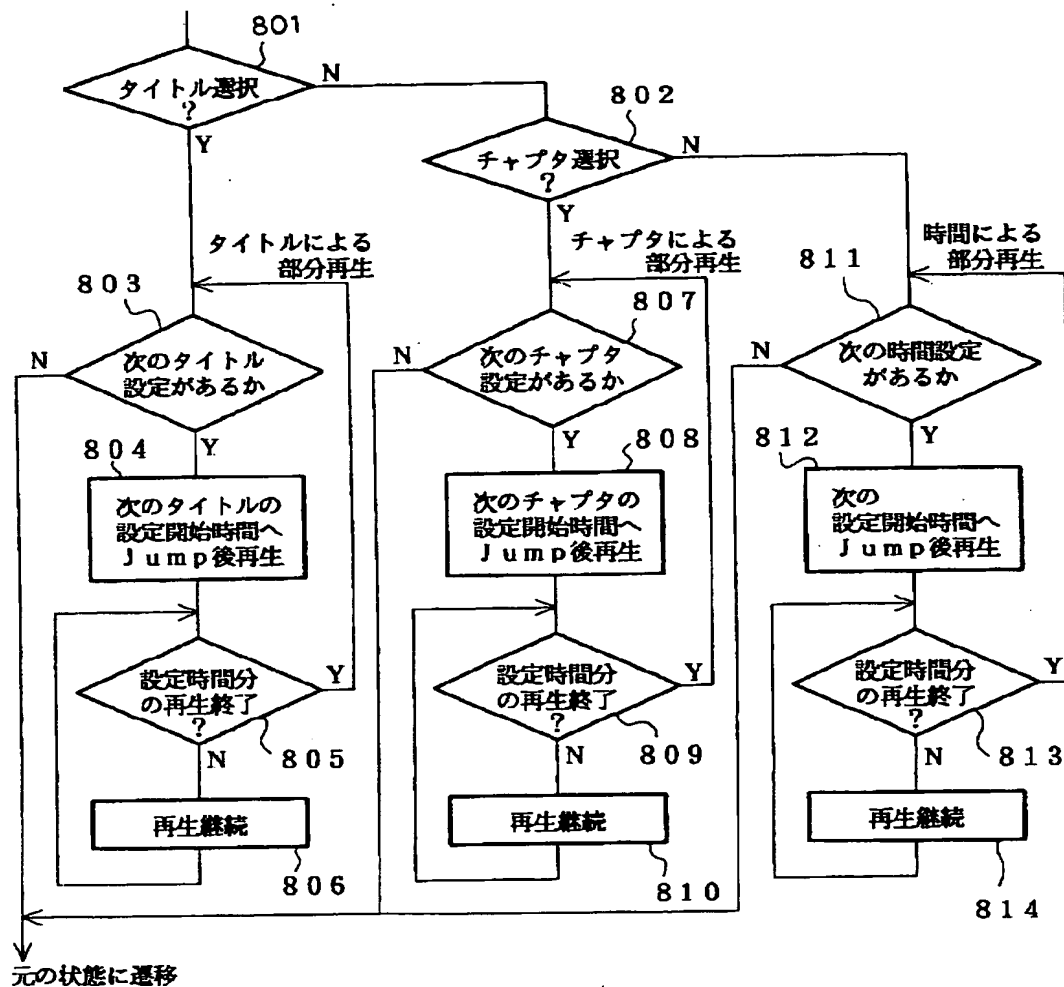 801
タイトル選択
?
N
Y
802
チャプタ選択
?
N
Y
タイトルによる
部分再生
803
次のタイトル
設定があるか
N
Y
804
次のタイトルの
設定開始時間へ
Jump後再生
設定時間分
の再生終了
?
Y
N
805
再生継続
806
チャプタによる
部分再生
807
次のチャプタ
設定があるか
N
Y
808
次のチャプタの
設定開始時間へ
Jump後再生
設定時間分
の再生終了
?
Y
N
809
再生継続
810
時間による
部分再生
811
次の時間設定
があるか
N
Y
812
次の
設定開始時間へ
Jump後再生
設定時間分
の再生終了
?
Y
N
813
再生継続
814
元の状態に遷移